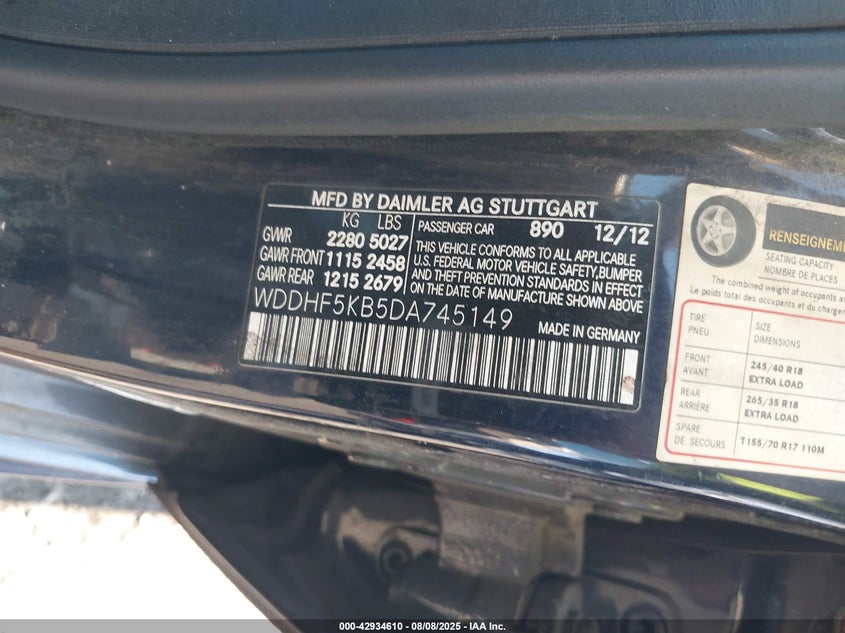 MFD BY DAIMLER AG STUTTGART
KG LBS
GVWR 2280 5027
GAWR FRONT 1115 2458
GAWR REAR 1215 2679
PASSENGER CAR 890 12/12
THIS VEHICLE CONFORMS TO ALL APPLICABLE
U.S. FEDERAL MOTOR VEHICLE SAFETY, BUMPER
AND THEFT PREVENTION STANDARDS IN EFFECT
ON THE DATE OF MANUFACTURE SHOWN ABOVE
WDDHF5KB5DA745149
MADE IN GERMANY
RENSEIGNEME
SEATING CAPACITY
NOMBRE DE PLACES
The combined weight of occupants a
Le poids total des occupants et du charge
TIRE
PNEU
SIZE
DIMENSIONS
FRONT
AVANT
245/40 R18
EXTRA LOAD
REAR
ARRIÈRE
265/35 R18
EXTRA LOAD
SPARE
DE SECOURS
T155/70 R17 110M
000-42934610 - 08/08/2025 - IAA Inc.